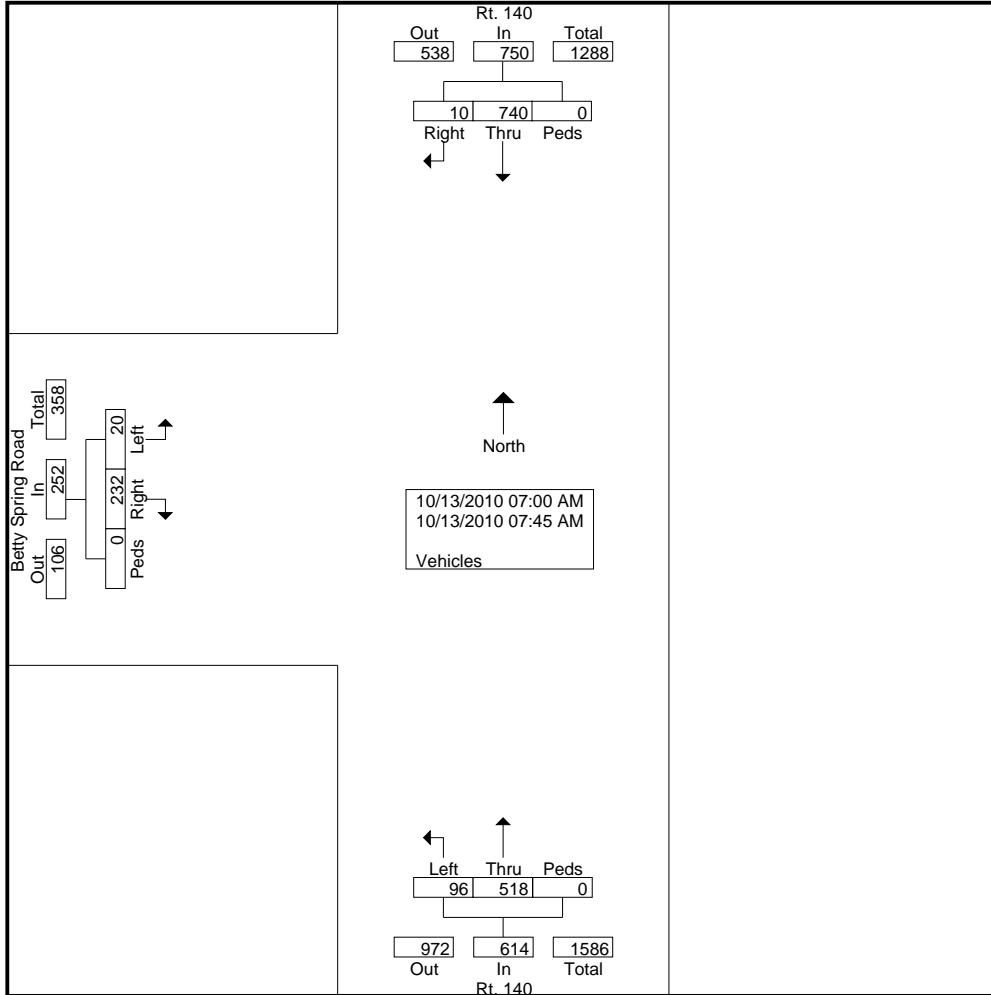 Rt. 140
Out In Total
538 750 1288
10 740 0
Right Thru Peds
Betty Spring Road
Total In Out
358 252 106
20 232 0
Left Right Peds
North
10/13/2010 07:00 AM
10/13/2010 07:45 AM
Vehicles
Left Thru Peds
96 518 0
972 614 1586
Out In Total
Rt. 140